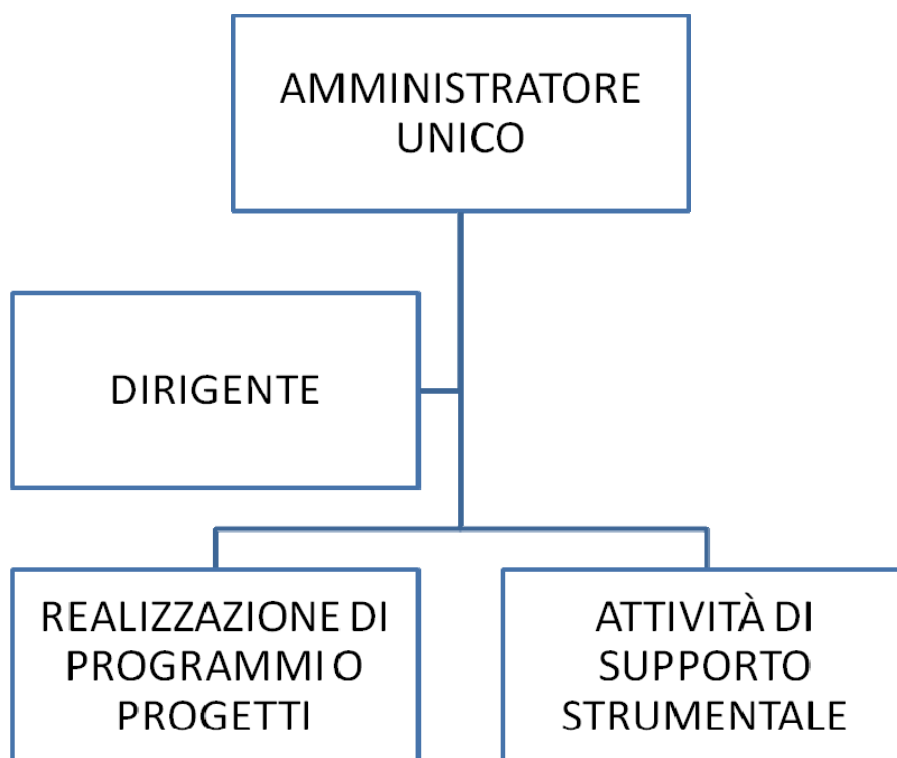 AMMINISTRATORE
UNICO
DIRIGENTE
REALIZZAZIONE DI
PROGRAMMI O
PROGETTI
ATTIVITÀ DI
SUPPORTO
STRUMENTALE